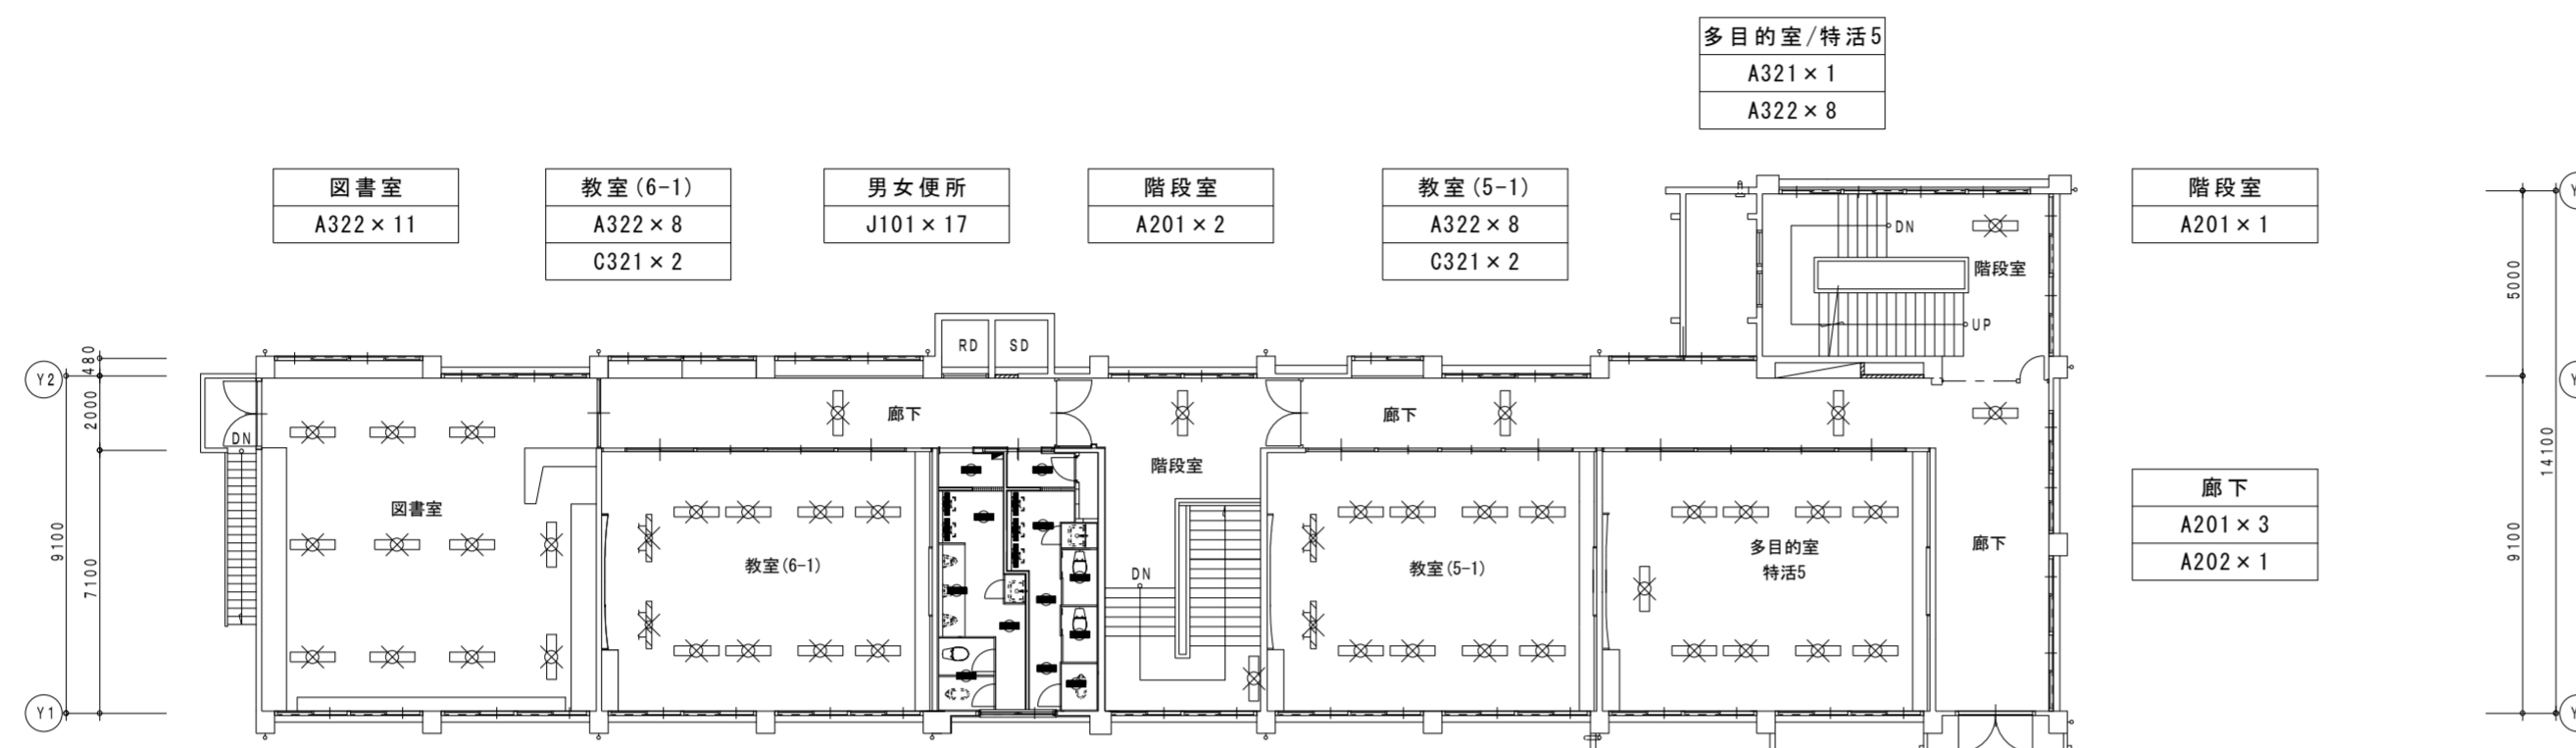 多目的室/特活5
A321×1
A322×8
図書室
A322×11
教室(6-1)
A322×8
C321×2
男女便所
J101×17
階段室
A201×2
教室(5-1)
A322×8
C321×2
階段室
A201×1
DN
階段室
UP
5000
RD
SD
480
Y2
2000
DN
廊下
廊下
14100
階段室
図書室
廊下
A201×3
A202×1
9100
7100
教室(6-1)
DN
教室(5-1)
多目的室
特活5
廊下
9100
Y1